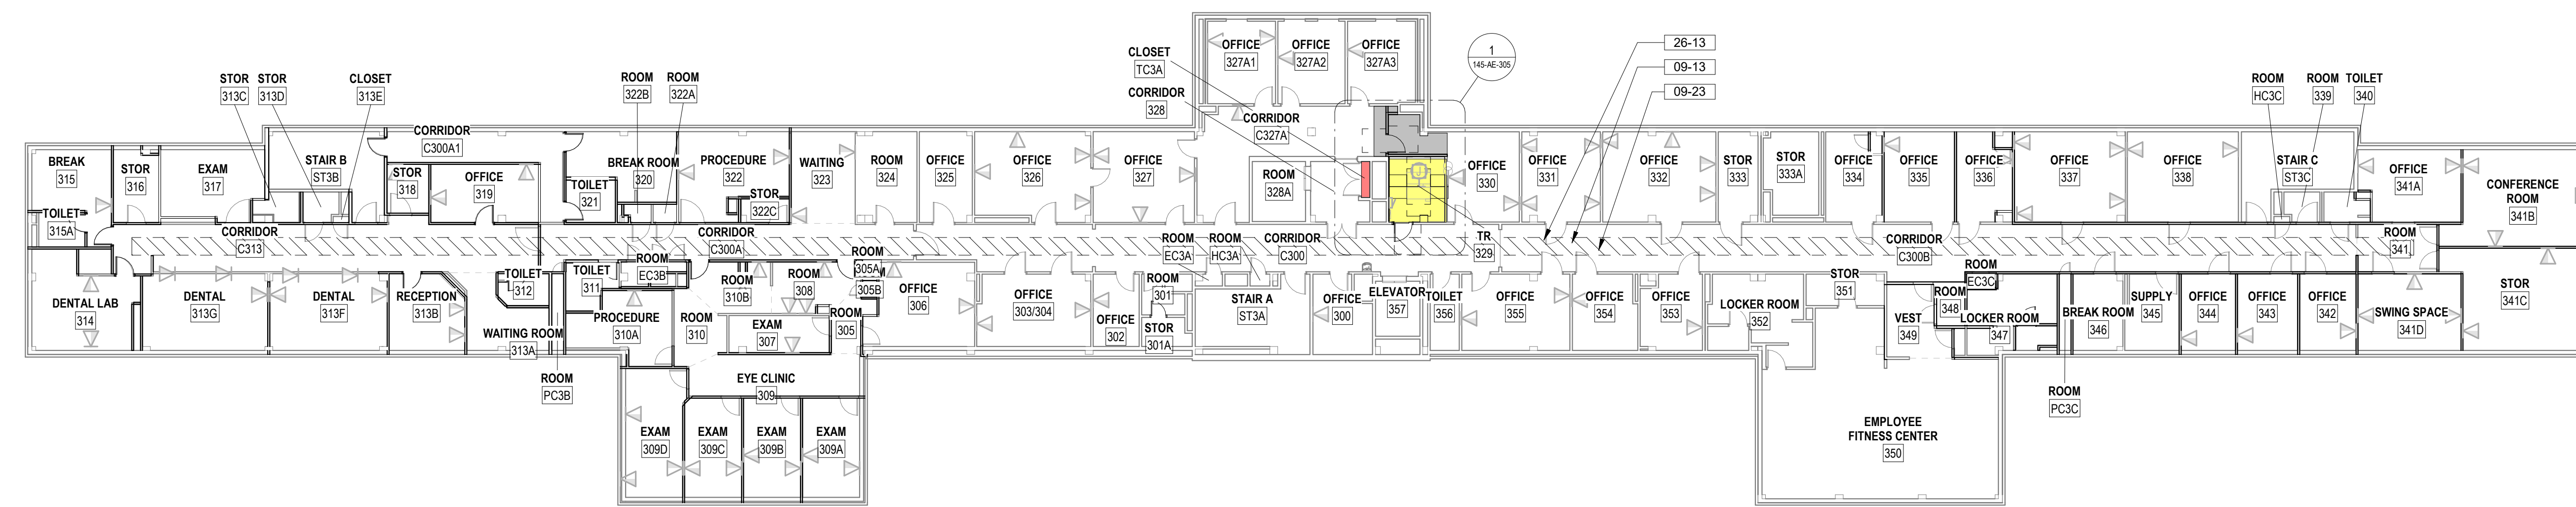 OFFICE
327A1
OFFICE
327A2
OFFICE
327A3
1
145-AE-305
26-13
09-13
09-23
CLOSET
TC3A
CORRIDOR
328
STOR
313C
STOR
313D
CLOSET
313E
ROOM
322B
ROOM
322A
ROOM
HC3C
ROOM
339
TOILET
340
CORRIDOR
C327A
BREAK
315
STOR
316
EXAM
317
STAIR B
ST3B
CORRIDOR
C300A1
STOR
318
OFFICE
319
TOILET
321
BREAK ROOM
320
PROCEDURE
322
STOR
322C
WAITING
323
ROOM
324
OFFICE
325
OFFICE
326
OFFICE
327
ROOM
328A
OFFICE
330
OFFICE
331
OFFICE
332
STOR
333
STOR
333A
OFFICE
334
OFFICE
335
OFFICE
336
OFFICE
337
OFFICE
338
STAIR C
ST3C
OFFICE
341A
CONFERENCE
ROOM
341B
TOILET
315A
CORRIDOR
C313
CORRIDOR
C300A
ROOM
EC3A
ROOM
HC3A
CORRIDOR
C300
TR
329
CORRIDOR
C300B
ROOM
341
DENTAL LAB
314
DENTAL
313G
DENTAL
313F
RECEPTION
313B
TOILET
312
WAITING ROOM
313A
TOILET
311
ROOM
EC3B
PROCEDURE
310A
ROOM
310B
ROOM
310
ROOM
308
EXAM
307
ROOM
305A
305B
ROOM
305
OFFICE
306
OFFICE
303/304
OFFICE
302
ROOM
301
STOR
301A
STAIR A
ST3A
OFFICE
300
ELEVATOR
357
TOILET
356
OFFICE
355
OFFICE
354
OFFICE
353
LOCKER ROOM
352
STOR
351
VEST
349
ROOM
348
ROOM
EC3C
LOCKER ROOM
347
BREAK ROOM
346
SUPPLY
345
OFFICE
344
OFFICE
343
OFFICE
342
SWING SPACE
341D
STOR
341C
ROOM
PC3B
EYE CLINIC
309
EXAM
309D
EXAM
309C
EXAM
309B
EXAM
309A
EMPLOYEE
FITNESS CENTER
350
ROOM
PC3C